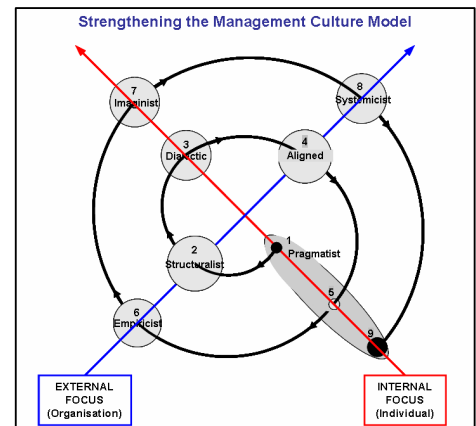 Strengthening the Management Culture Model
7
Imaginist
8
Systemicist
3
Dialectic
4
Aligned
1
Pragmatist
2
Structuralist
5
6
Empiricist
9
EXTERNAL
FOCUS
(Organisation)
INTERNAL
FOCUS
(Individual)